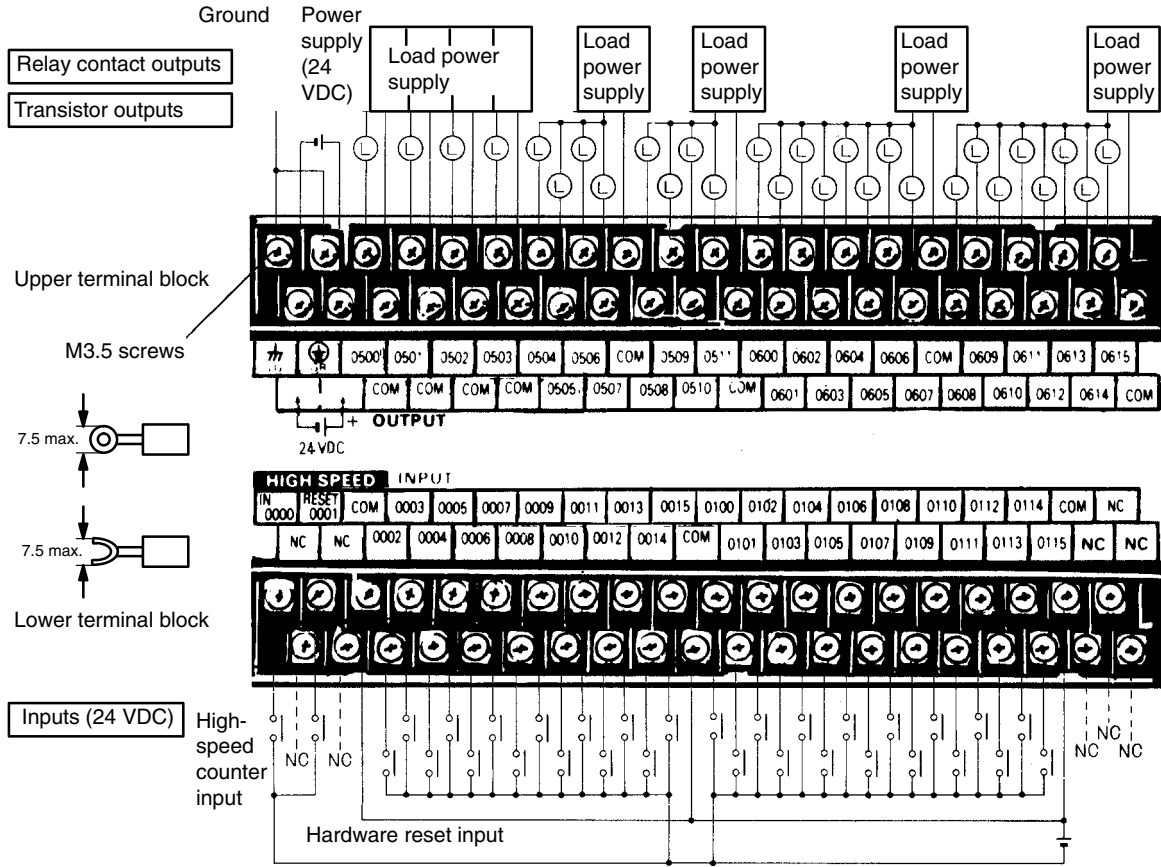 Ground
Power
supply
(24
VDC)
Relay contact outputs
Transistor outputs
Load power
supply
Load
power
supply
Load
power
supply
Load
power
supply
Load
power
supply
L L L L L L L L L L L L L L L L
L L L L L L L L L L L L
Upper terminal block
M3.5 screws
0500 0501 0502 0503 0504 0506 COM 0509 0511 0600 0602 0604 0606 COM 0609 0611 0613 0615
COM COM COM COM 0505 0507 0508 0510 COM 0601 0603 0605 0607 0608 0610 0612 0614 COM
+ OUTPUT
24 VDC
7.5 max.
HIGH SPEED INPUT
IN 0000 RESET 0001 COM 0003 0005 0007 0009 0011 0013 0015 0100 0102 0104 0106 0108 0110 0112 0114 COM NC
NC NC 0002 0004 0006 0008 0010 0012 0014 COM 0101 0103 0105 0107 0109 0111 0113 0115 NC NC
7.5 max.
Lower terminal block
Inputs (24 VDC)
High-
speed
counter
input
NC NC
NC NC NC
Hardware reset input